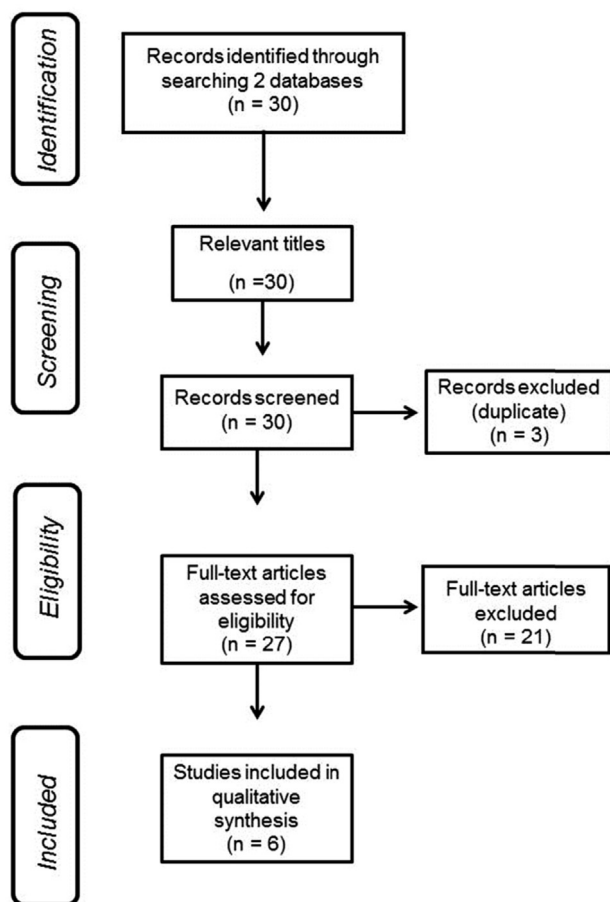 Identification
Records identified through
searching 2 databases
(n = 30)
Screening
Relevant titles
(n =30)
Records screened
(n = 30)
Records excluded
(duplicate)
(n = 3)
Eligibility
Full-text articles
assessed for
eligibility
(n = 27)
Full-text articles
excluded
(n = 21)
Included
Studies included in
qualitative
synthesis
(n = 6)